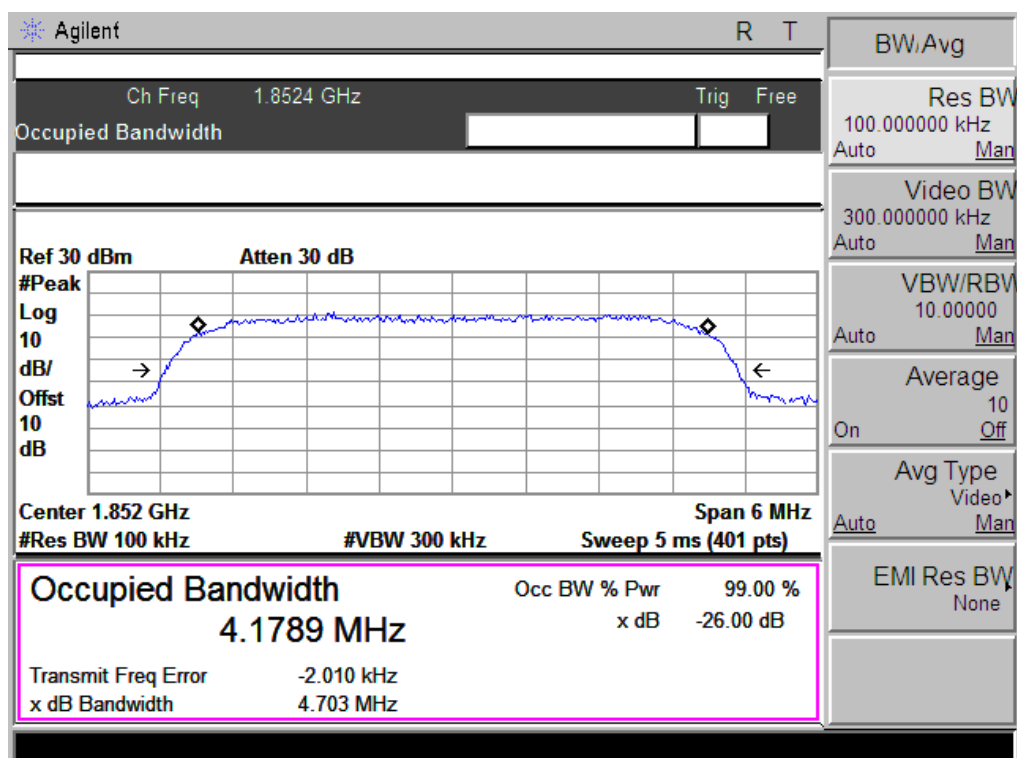 Agilent R T
Ch Freq 1.8524 GHz Trig Free
Occupied Bandwidth
Ref 30 dBm Atten 30 dB
#Peak
Log
10
dB/
Offst
10
dB
Center 1.852 GHz Span 6 MHz
#Res BW 100 kHz #VBW 300 kHz Sweep 5 ms (401 pts)
Occupied Bandwidth
4.1789 MHz
Occ BW % Pwr 99.00 %
x dB -26.00 dB
Transmit Freq Error -2.010 kHz
x dB Bandwidth 4.703 MHz
BW/Avg
Res BW
100.000000 kHz
Auto Man
Video BW
300.000000 kHz
Auto Man
VBW/RBW
10.00000
Auto Man
Average
10
On Off
Avg Type
Video
Auto Man
EMI Res BW
None